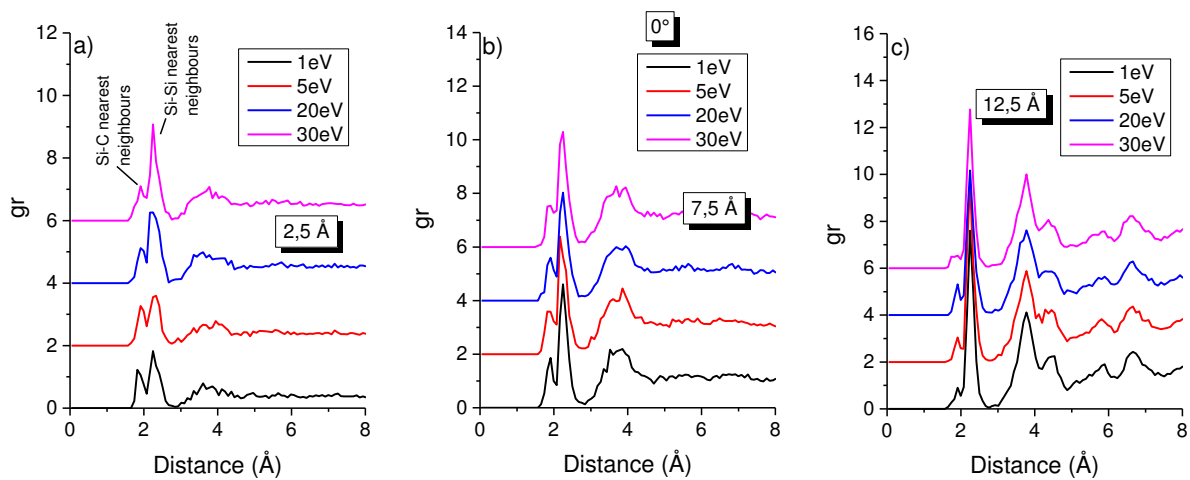 a)
12
10
8
6
4
2
0
gr
Si-C nearest
neighbours
Si-Si nearest
neighbours
1eV
5eV
20eV
30eV
2,5 Å
0
2
4
6
8
Distance (Å)
b)
0°
14
12
10
8
6
4
2
0
gr
1eV
5eV
20eV
30eV
7,5 Å
0
2
4
6
8
Distance (Å)
c)
16
14
12
10
8
6
4
2
0
gr
12,5 Å
1eV
5eV
20eV
30eV
0
2
4
6
8
Distance (Å)